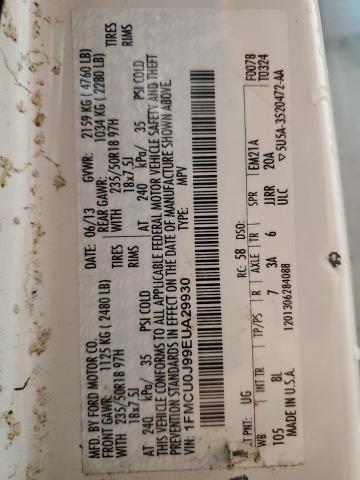 MFD. BY FORD MOTOR CO.
DATE: 06/13 GVWR: 2159 KG ( 4760 LB)
FRONT GAWR: 1125 KG ( 2480 LB) REAR GAWR: 1034 KG ( 2280 LB)
WITH 235/50R18 97H TIRES WITH 235/50R18 97H TIRES
18x7.5J RIMS 18x7.5J RIMS
AT 240 kPa/ 35 PSI COLD AT 240 kPa/ 35 PSI COLD
THIS VEHICLE CONFORMS TO ALL APPLICABLE FEDERAL MOTOR VEHICLE SAFETY AND THEFT
PREVENTION STANDARDS IN EFFECT ON THE DATE OF MANUFACTURE SHOWN ABOVE.
VIN: 1FMCU0J99EUA29930
TYPE: MPV
F0078
T0324
EXT PNT: UG RC: 58 DSO:
WB INT TR TP/PS R AXLE TR SPR EM21A
105 8L 7 3A 6 JJRR 20A
MADE IN U.S.A. ULC
1201306284088 5U5A-3520472-AA